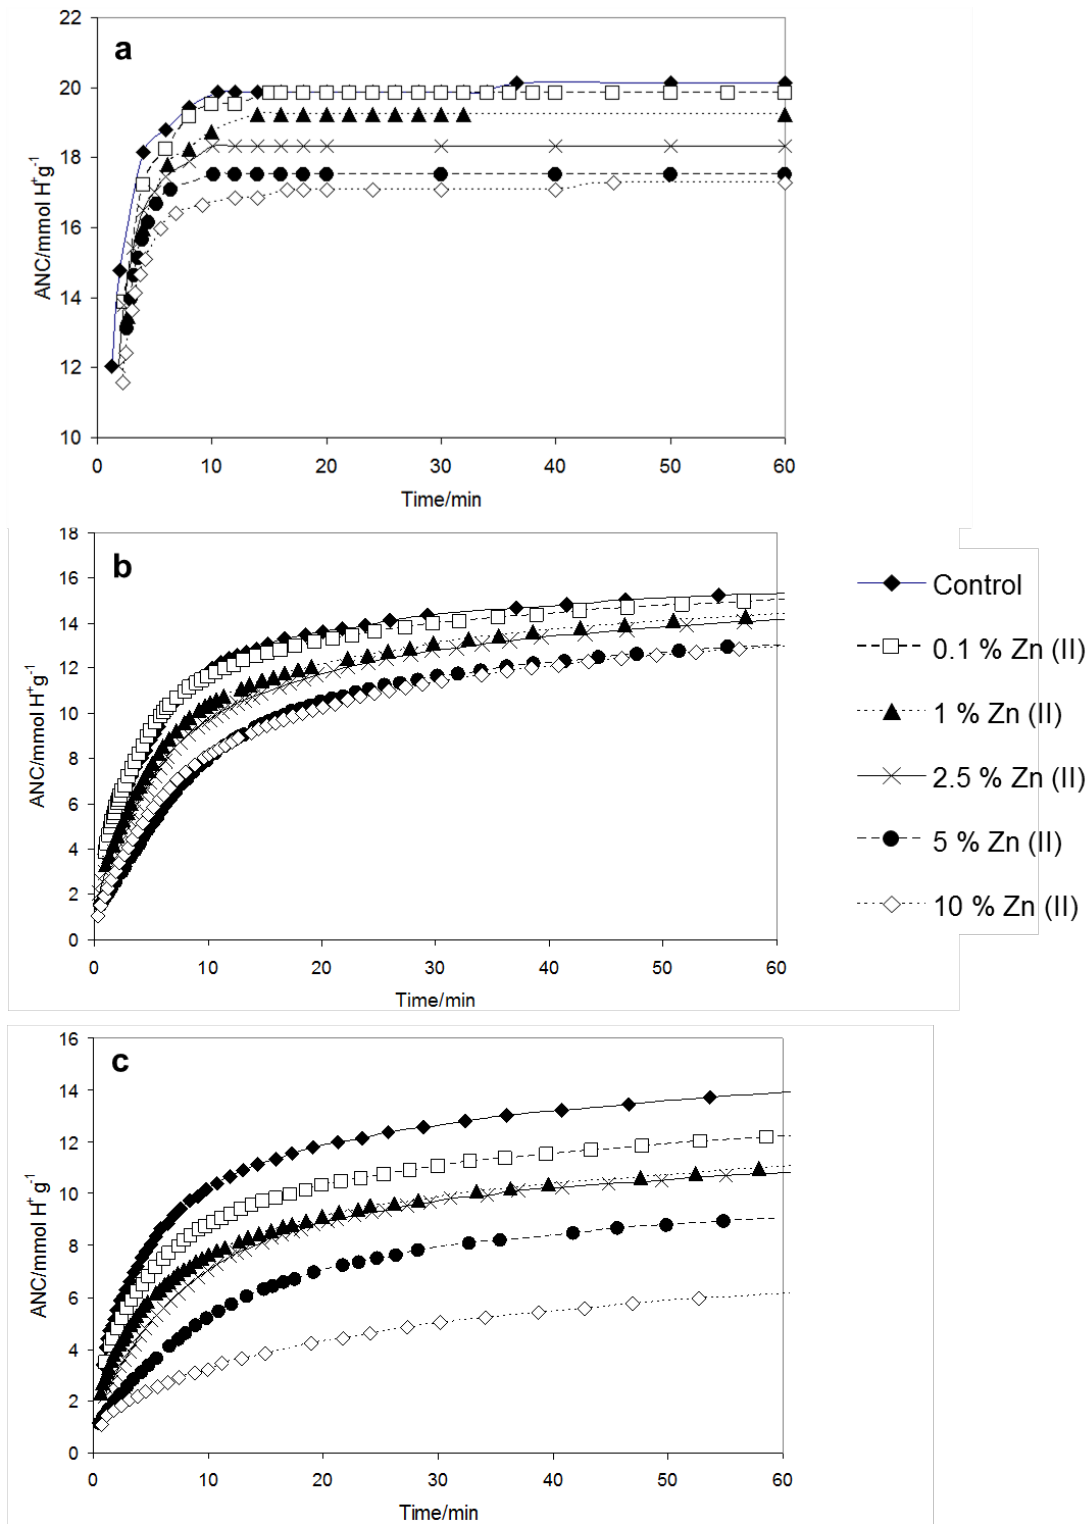 a
22
20
18
16
14
12
10
ANC/mmol H+g-1
0 10 20 30 40 50 60
Time/min
b
18
16
14
12
10
8
6
4
2
0
ANC/mmol H+g-1
0 10 20 30 40 50 60
Time/min
Control
0.1 % Zn (II)
1 % Zn (II)
2.5 % Zn (II)
5 % Zn (II)
10 % Zn (II)
c
16
14
12
10
8
6
4
2
0
ANC/mmol H+ g-1
0 10 20 30 40 50 60
Time/min